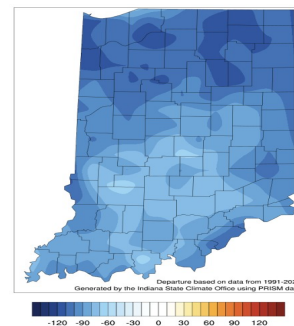 Departure based on data from 1991-202
Generated by the Indiana State Climate Office using PRISM da
-120 -90 -60 -30 0 30 60 90 120